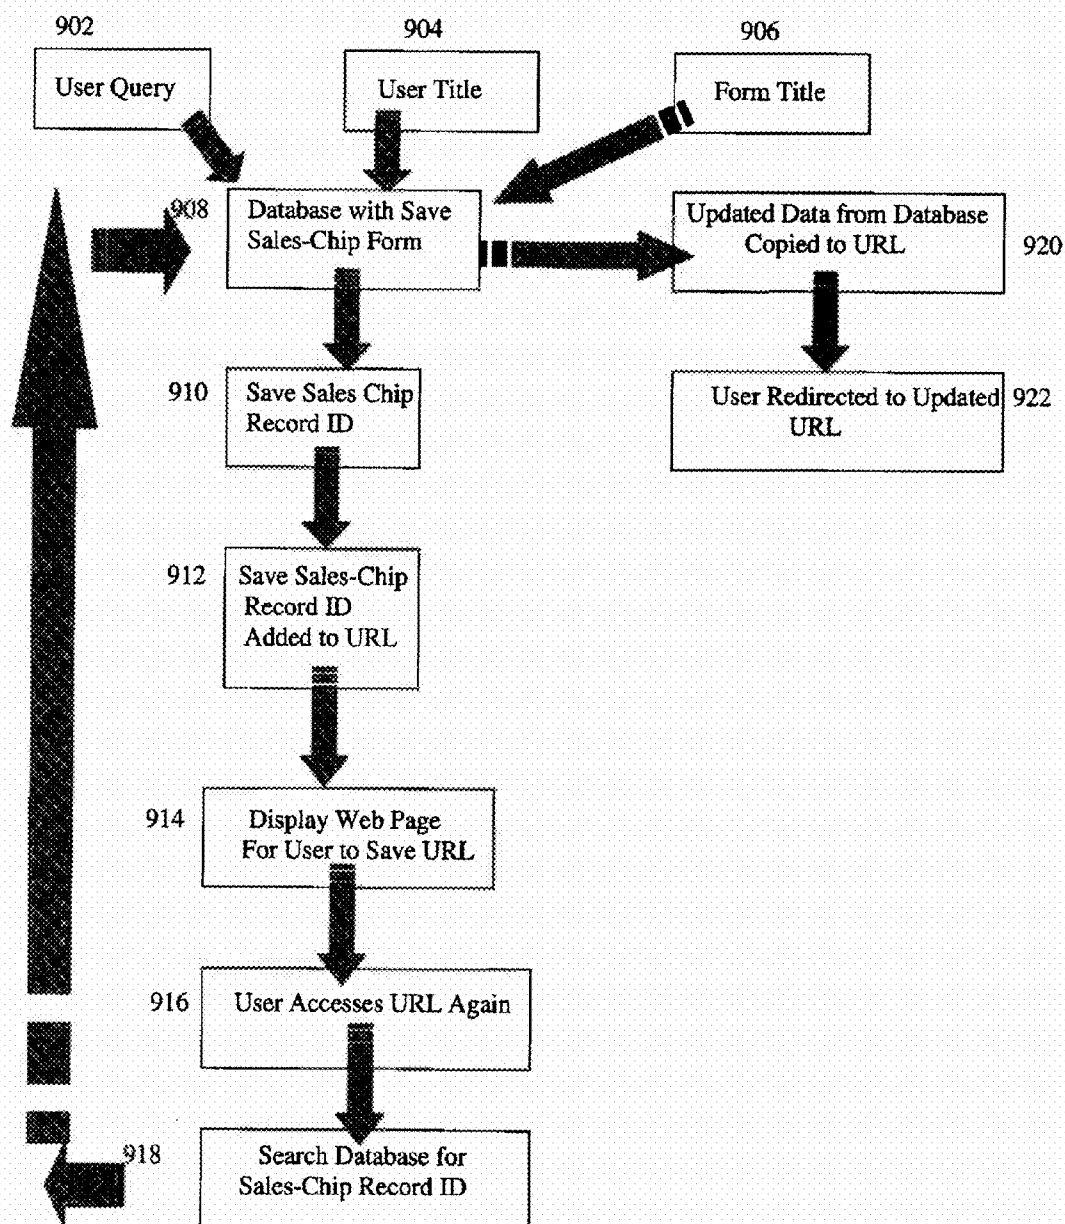 902
904
906
User Query
User Title
Form Title
908
Database with Save
Sales-Chip Form
Updated Data from Database
Copied to URL
920
910
Save Sales Chip
Record ID
User Redirected to Updated
URL
922
912
Save Sales-Chip
Record ID
Added to URL
914
Display Web Page
For User to Save URL
916
User Accesses URL Again
918
Search Database for
Sales-Chip Record ID